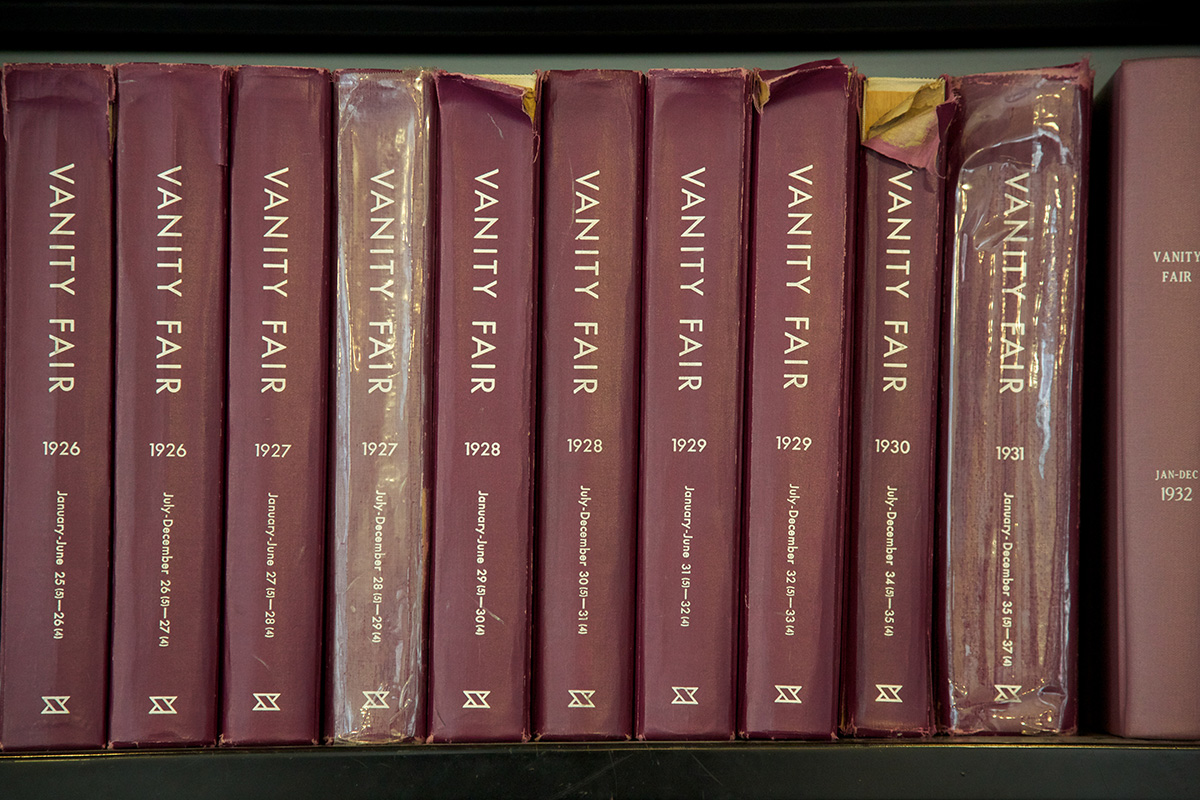 VANITY FAIR
1926
January-June 25 (5)—26 (4)
VANITY FAIR
1926
July-December 26 (5)—27 (4)
VANITY FAIR
1927
January-June 27 (5)—28 (4)
VANITY FAIR
1927
July-December 28 (5)—29 (4)
VANITY FAIR
1928
January-June 29 (5)—30 (4)
VANITY FAIR
1928
July-December 30 (5)—31 (4)
VANITY FAIR
1929
January-June 31 (5)—32 (4)
VANITY FAIR
1929
July-December 32 (5)—33 (4)
VANITY FAIR
1930
July-December 34 (5)—35 (4)
VANITY FAIR
1931
January-December 35 (5)—37 (4)
VANITY
FAIR
JAN-DEC
1932